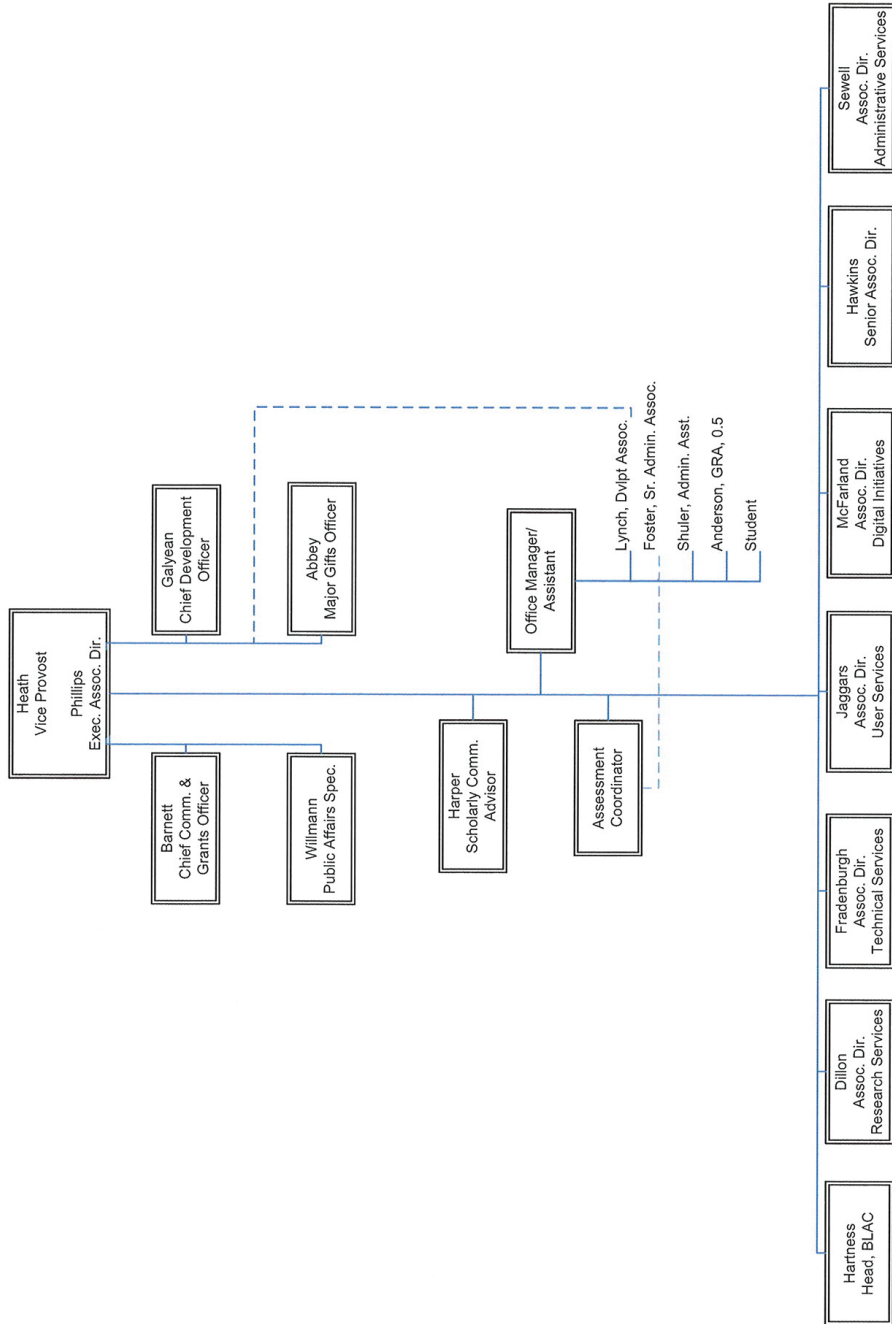 Heath
Vice Provost
Phillips
Exec. Assoc. Dir.
Barnett
Chief Comm. &
Grants Officer
Galyean
Chief Development
Officer
Willmann
Public Affairs Spec.
Abbey
Major Gifts Officer
Harper
Scholarly Comm.
Advisor
Office Manager/
Assistant
Assessment
Coordinator
Lynch, Dvlpt Assoc.
Foster, Sr. Admin. Assoc.
Shuler, Admin. Asst.
Anderson, GRA, 0.5
Student
Hartness
Head, BLAC
Dillon
Assoc. Dir.
Research Services
Fradenburgh
Assoc. Dir.
Technical Services
Jaggars
Assoc. Dir.
User Services
McFarland
Assoc. Dir.
Digital Initiatives
Hawkins
Senior Assoc. Dir.
Sewell
Assoc. Dir.
Administrative Services